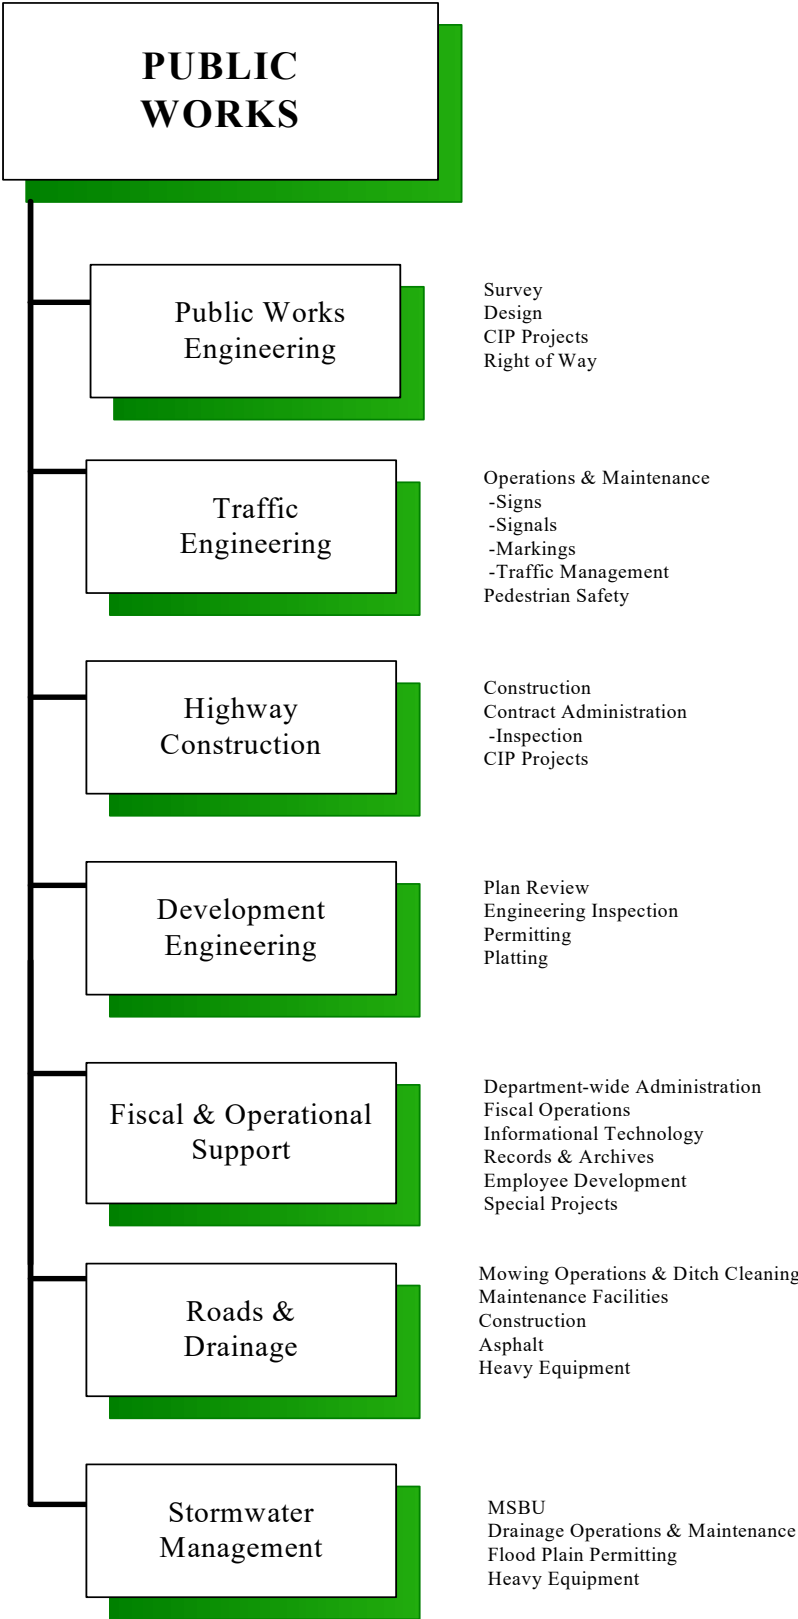 PUBLIC
WORKS
Public Works
Engineering
Survey
Design
CIP Projects
Right of Way
Traffic
Engineering
Operations & Maintenance
-Signs
-Signals
-Markings
-Traffic Management
Pedestrian Safety
Highway
Construction
Construction
Contract Administration
-Inspection
CIP Projects
Development
Engineering
Plan Review
Engineering Inspection
Permitting
Platting
Fiscal & Operational
Support
Department-wide Administration
Fiscal Operations
Informational Technology
Records & Archives
Employee Development
Special Projects
Roads &
Drainage
Mowing Operations & Ditch Cleaning
Maintenance Facilities
Construction
Asphalt
Heavy Equipment
Stormwater
Management
MSBU
Drainage Operations & Maintenance
Flood Plain Permitting
Heavy Equipment